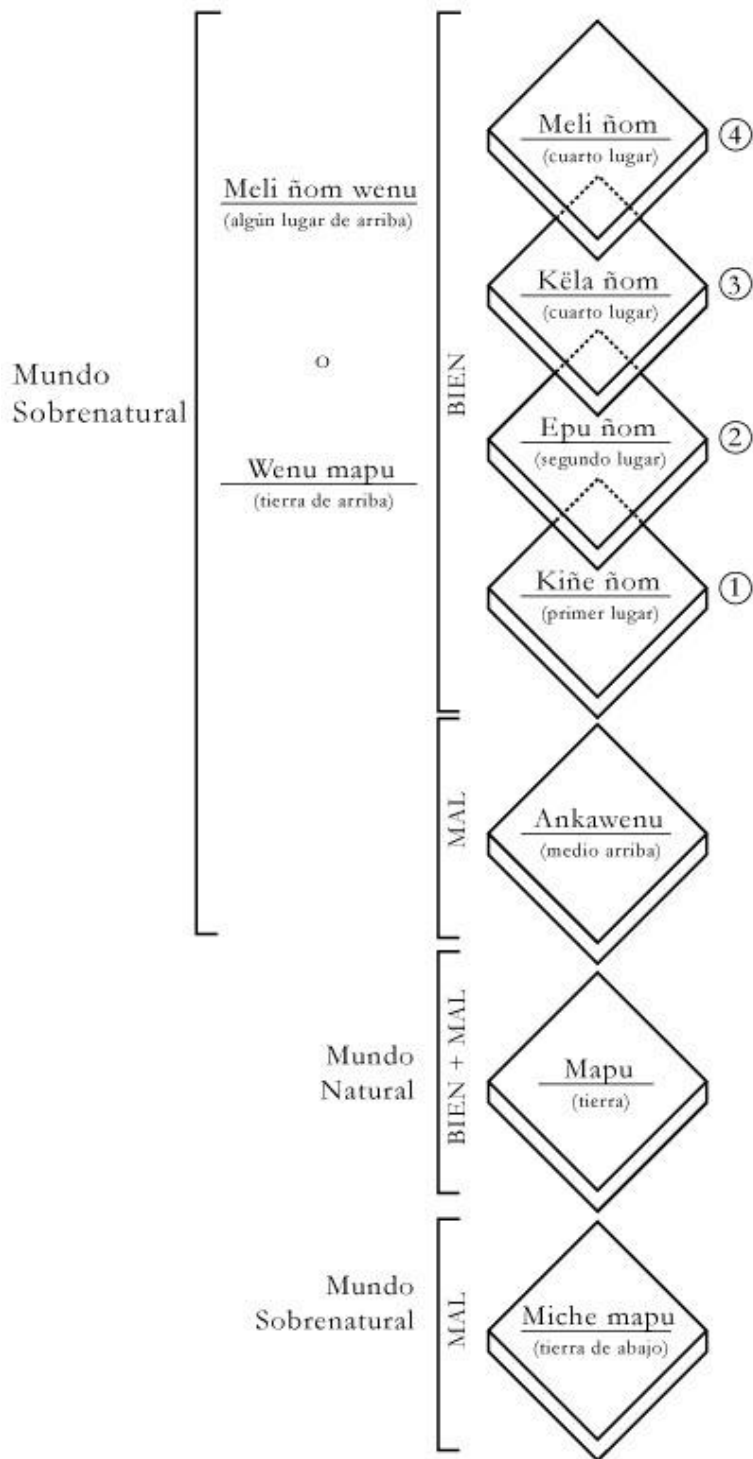 Meli ñom
(cuarto lugar)
④
Meli ñom wenu
(algún lugar de arriba)
Këla ñom
(cuarto lugar)
③
o
Mundo
Sobrenatural
BIEN
Epu ñom
(segundo lugar)
②
Wenu mapu
(tierra de arriba)
Kiñe ñom
(primer lugar)
①
MAL
Ankawenu
(medio arriba)
Mundo
Natural
BIEN + MAL
Mapu
(tierra)
Mundo
Sobrenatural
MAL
Miche mapu
(tierra de abajo)